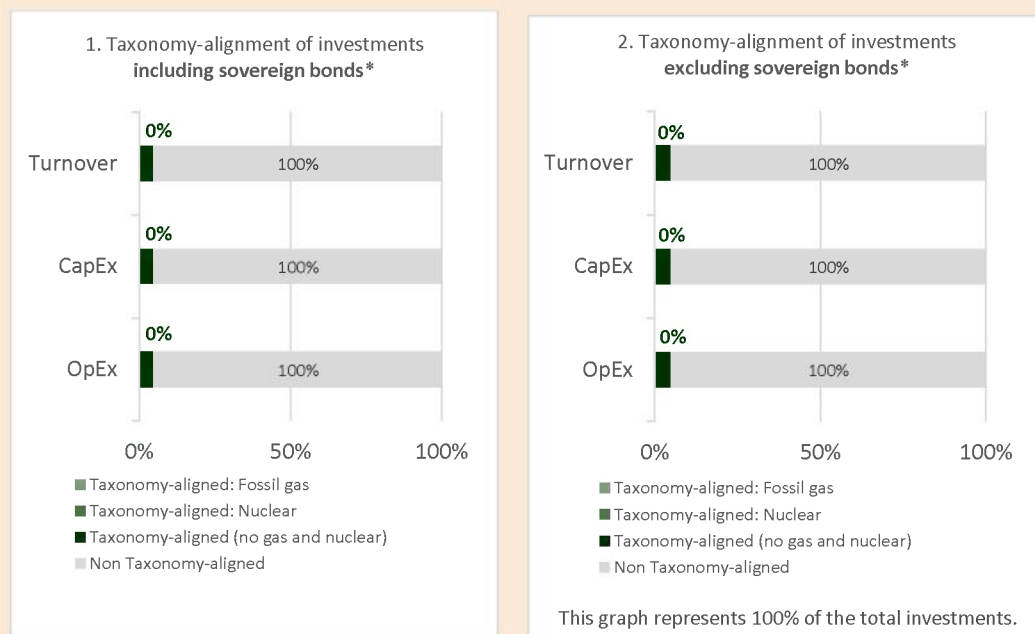 1. Taxonomy-alignment of investments
including sovereign bonds*
0%
Turnover
100%
0%
CapEx
100%
0%
OpEx
100%
0%
50%
100%
Taxonomy-aligned: Fossil gas
Taxonomy-aligned: Nuclear
Taxonomy-aligned (no gas and nuclear)
Non Taxonomy-aligned
2. Taxonomy-alignment of investments
excluding sovereign bonds*
0%
Turnover
100%
0%
CapEx
100%
0%
OpEx
100%
0%
50%
100%
Taxonomy-aligned: Fossil gas
Taxonomy-aligned: Nuclear
Taxonomy-aligned (no gas and nuclear)
Non Taxonomy-aligned
This graph represents 100% of the total investments.